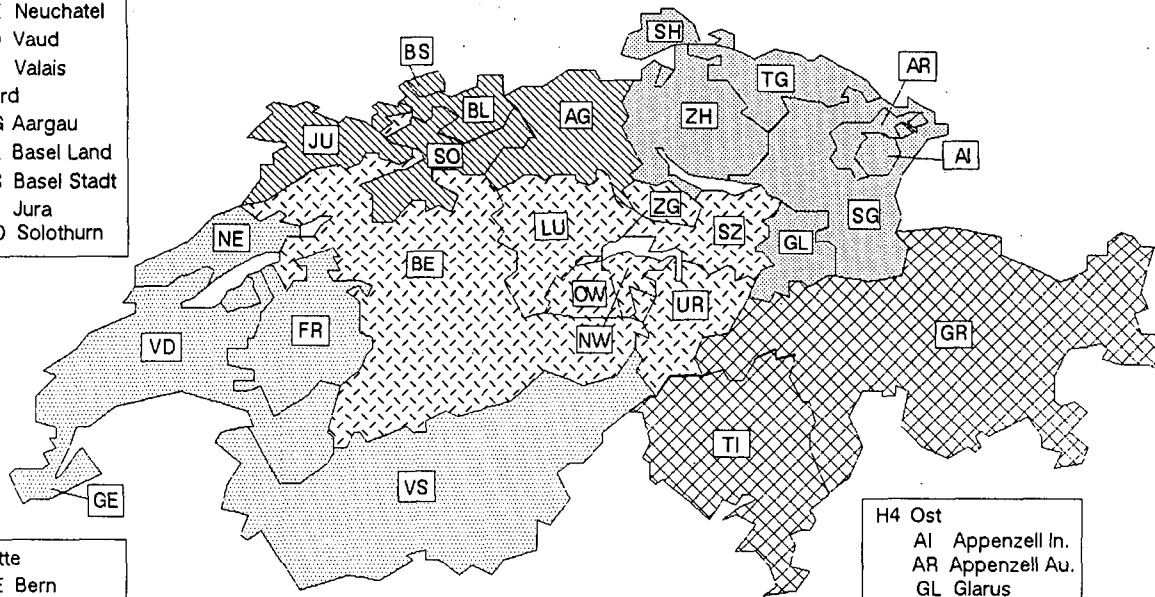 Neuchatel
Vaud
Valais
Aargau
Basel Land
Basel Stadt
Jura
Solothurn
SH
BS
TG
AR
BL
AG
ZH
JU
SO
AI
ZG
NE
LU
SZ
SG
BE
GL
OW
UR
FR
VD
NW
GR
TI
VS
GE
H4 Ost
AI Appenzell In.
AR Appenzell Au.
GL Glarus
Bern